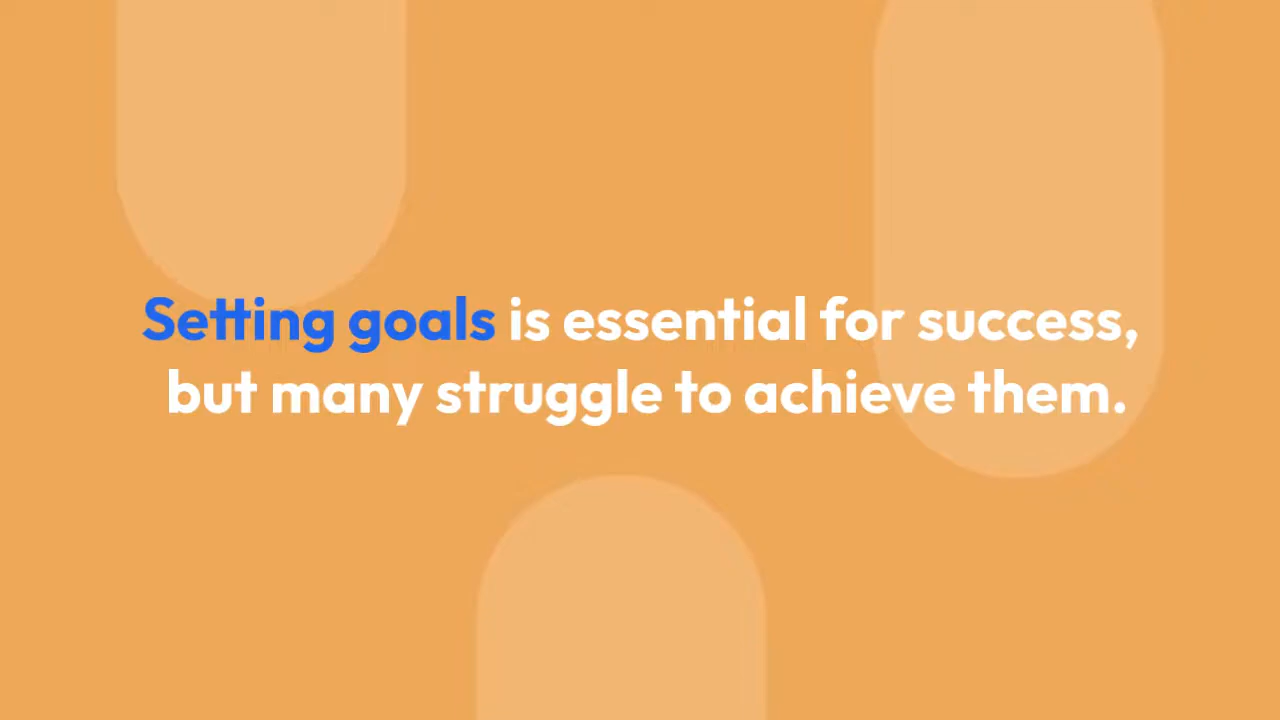 Setting goals is essential for success,
but many struggle to achieve them.